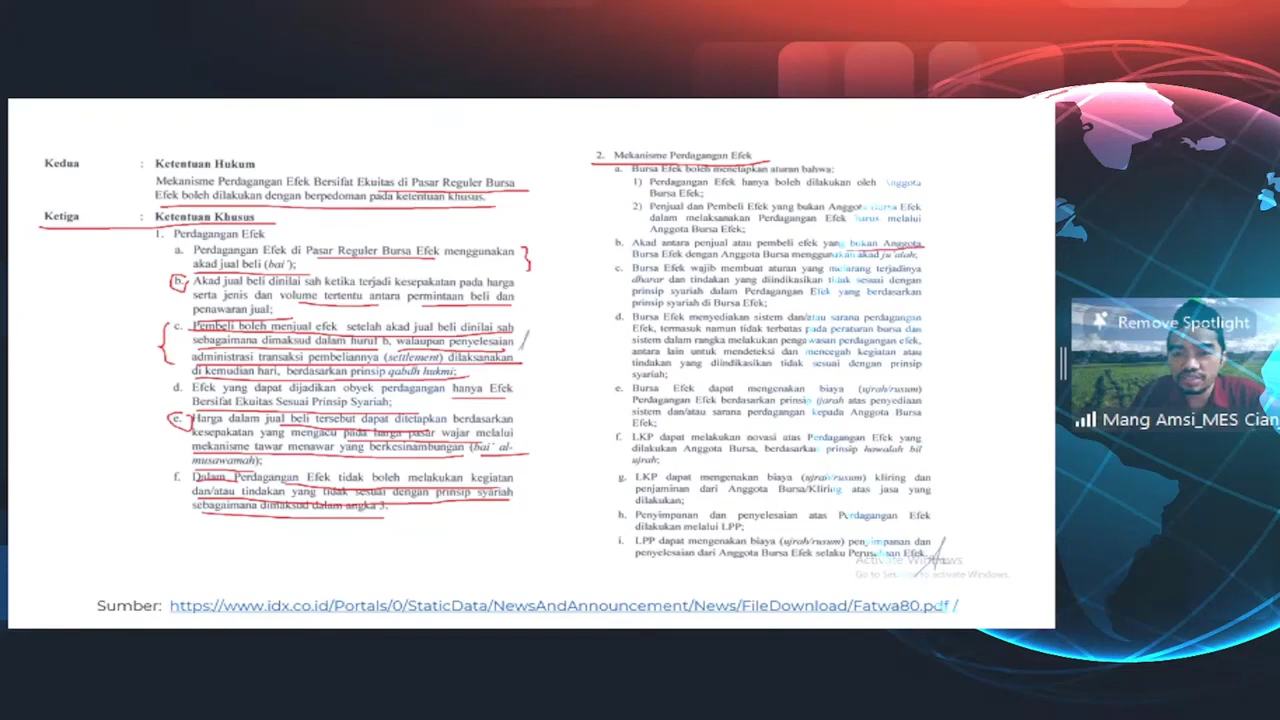 Kedua : Ketentuan Hukum
Mekanisme Perdagangan Efek Bersifat Ekuitas di Pasar Reguler Bursa
Efek boleh dilakukan dengan berpedoman pada ketentuan khusus.
Ketiga : Ketentuan Khusus
1. Perdagangan Efek
a. Perdagangan Efek di Pasar Reguler Bursa Efek menggunakan
akad jual beli (bai');
b. Akad jual beli dinilai sah ketika terjadi kesepakatan pada harga
serta jenis dan volume tertentu antara permintaan beli dan
penawaran jual;
c. Pembeli boleh menjual efek setelah akad jual beli dinilai sah
sebagaimana dimaksud dalam huruf b, walaupun penyelesaian
administrasi transaksi pembeliannya (settlement) dilaksanakan
di kemudian hari, berdasarkan prinsip qabdh hukmi;
d. Efek yang dapat dijadikan obyek perdagangan hanya Efek
Bersifat Ekuitas Sesuai Prinsip Syariah;
e. Harga dalam jual beli tersebut dapat ditetapkan berdasarkan
kesepakatan yang mengacu pada harga pasar wajar melalui
mekanisme tawar menawar yang berkesinambungan (bai' al-
musawamah);
f. Dalam Perdagangan Efek tidak boleh melakukan kegiatan
dan/atau tindakan yang tidak sesuai dengan prinsip syariah
sebagaimana dimaksud dalam angka 3.
2. Mekanisme Perdagangan Efek
a. Bursa Efek boleh menetapkan aturan bahwa:
1) Perdagangan Efek hanya boleh dilakukan oleh Anggota
Bursa Efek;
2) Penjual dan Pembeli Efek yang bukan Anggota Bursa Efek
dalam melaksanakan Perdagangan Efek harus melalui
Anggota Bursa Efek;
b. Akad antara penjual atau pembeli efek yang bukan Anggota
Bursa Efek dengan Anggota Bursa menggunakan akad ju'alah;
c. Bursa Efek wajib membuat aturan yang melarang terjadinya
dharar dan tindakan yang diindikasikan tidak sesuai dengan
prinsip syariah dalam Perdagangan Efek yang berdasarkan
prinsip syariah di Bursa Efek;
d. Bursa Efek menyediakan sistem dan/atau sarana perdagangan
Efek, termasuk namun tidak terbatas pada peraturan bursa dan
sistem dalam rangka melakukan pengawasan perdagangan efek,
antara lain untuk mendeteksi dan mencegah kegiatan atau
tindakan yang diindikasikan tidak sesuai dengan prinsip
syariah;
e. Bursa Efek dapat mengenakan biaya (ujrah/rusum)
Perdagangan Efek berdasarkan prinsip ijarah atas penyediaan
sistem dan/atau sarana perdagangan kepada Anggota Bursa
Efek;
f. LKP dapat melakukan novasi atas Perdagangan Efek yang
dilakukan Anggota Bursa, berdasarkan prinsip hawalah bil
ujrah;
g. LKP dapat mengenakan biaya (ujrah/rusum) kliring dan
penjaminan dari Anggota Bursa/Kliring atas jasa yang
dilakukan;
h. Penyimpanan dan penyelesaian atas Perdagangan Efek
dilakukan melalui LPP;
i. LPP dapat mengenakan biaya (ujrah/rusum) penyimpanan dan
penyelesaian dari Anggota Bursa Efek selaku Perusahaan Efek.
Activate Windows
Go to Settings to activate Windows.
Sumber: https://www.idx.co.id/Portals/0/StaticData/NewsAndAnnouncement/News/FileDownload/Fatwa80.pdf /
Remove Spotlight
Mang Amsi_MES Cian